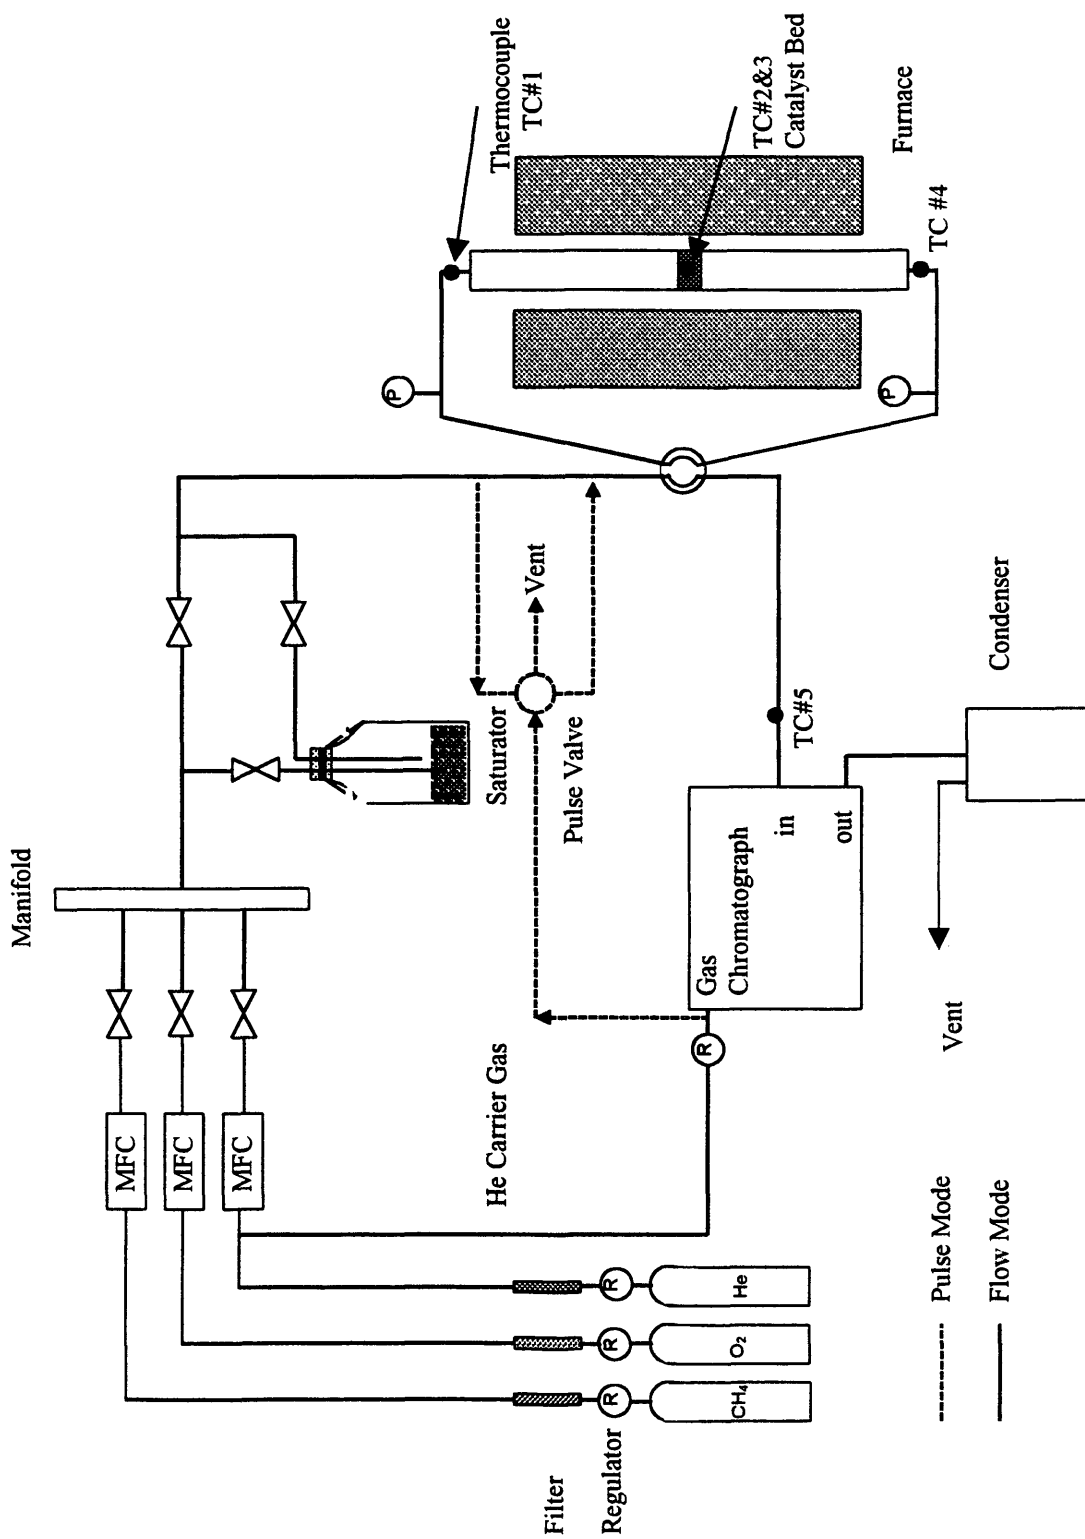 Manifold
MFC
MFC
MFC
Filter
Regulator
R
R
R
CH₄
O₂
He
He Carrier Gas
R
Gas
Chromatograph
in
out
Saturator
Pulse Valve
Vent
TC#5
Condenser
Vent
P
P
Thermocouple
TC#1
TC#2&3
Catalyst Bed
Furnace
TC #4
Pulse Mode
Flow Mode